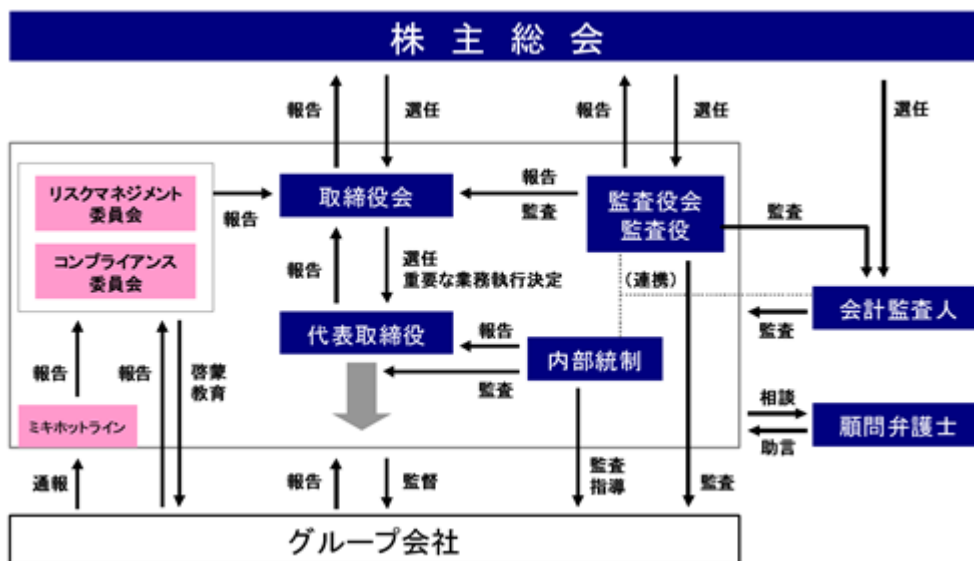 株主総会
報告
選任
報告
選任
選任
リスクマネジメント
委員会
コンプライアンス
委員会
報告
取締役会
報告
監査
監査役会
監査役
監査
報告
選任
重要な業務執行決定
(連携)
会計監査人
監査
代表取締役
報告
監査
内部統制
報告
報告
啓蒙
教育
ミキホットライン
相談
助言
顧問弁護士
通報
報告
監督
監査
指導
監査
グループ会社